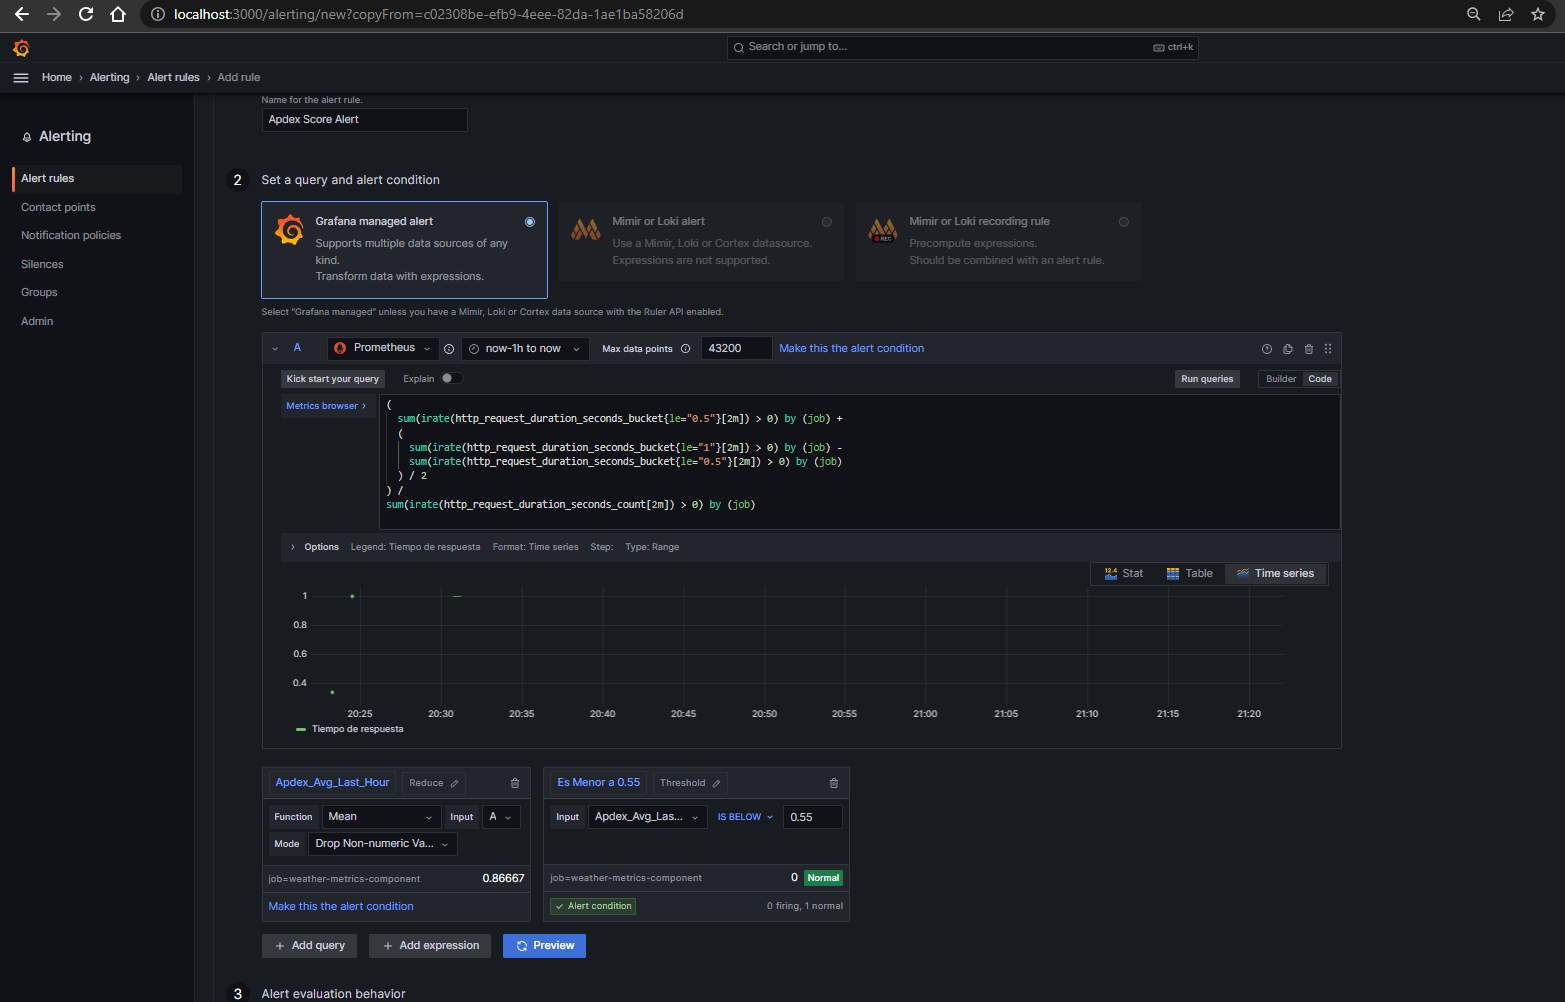 localhost:3000/alerting/new?copyFrom=c02308be-efb9-4eee-82da-1ae1ba58206d
Search or jump to...
ctrl+k
Home › Alerting › Alert rules › Add rule
Alerting
Alert rules
Contact points
Notification policies
Silences
Groups
Admin
Name for the alert rule.
Apdex Score Alert
2 Set a query and alert condition
Grafana managed alert
Supports multiple data sources of any
kind.
Transform data with expressions.
Mimir or Loki alert
Use a Mimir, Loki or Cortex datasource.
Expressions are not supported.
REC
Mimir or Loki recording rule
Precompute expressions.
Should be combined with an alert rule.
Select “Grafana managed” unless you have a Mimir, Loki or Cortex data source with the Ruler API enabled.
A Prometheus now-1h to now Max data points 43200 Make this the alert condition
Kick start your query Explain Run queries Builder Code
Metrics browser ›
(
sum(irate(http_request_duration_seconds_bucket{le="0.5"}[2m]) > 0) by (job) +
(
sum(irate(http_request_duration_seconds_bucket{le="1"}[2m]) > 0) by (job) -
sum(irate(http_request_duration_seconds_bucket{le="0.5"}[2m]) > 0) by (job)
) / 2
) /
sum(irate(http_request_duration_seconds_count[2m]) > 0) by (job)
› Options Legend: Tiempo de respuesta Format: Time series Step: Type: Range
12.4 Stat Table Time series
1
0.8
0.6
0.4
20:25 20:30 20:35 20:40 20:45 20:50 20:55 21:00 21:05 21:10 21:15 21:20
Tiempo de respuesta
Apdex_Avg_Last_Hour Reduce
Function Mean Input A
Mode Drop Non-numeric Va...
job=weather-metrics-component 0.86667
Make this the alert condition
Es Menor a 0.55 Threshold
Input Apdex_Avg_Las... IS BELOW 0.55
job=weather-metrics-component 0 Normal
✓ Alert condition 0 firing, 1 normal
+ Add query + Add expression Preview
3 Alert evaluation behavior